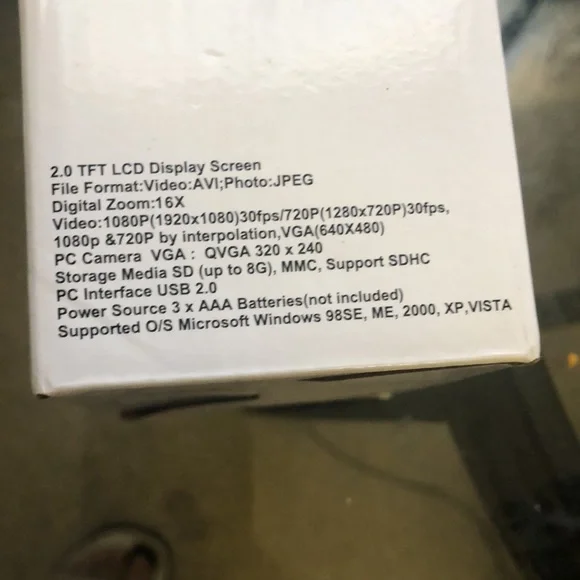 2.0 TFT LCD Display Screen
File Format:Video:AVI;Photo:JPEG
Digital Zoom:16X
Video:1080P(1920x1080)30fps/720P(1280x720P)30fps,
1080p &720P by interpolation,VGA(640X480)
PC Camera VGA : QVGA 320 x 240
Storage Media SD (up to 8G), MMC, Support SDHC
PC Interface USB 2.0
Power Source 3 x AAA Batteries(not included)
Supported O/S Microsoft Windows 98SE, ME, 2000, XP,VISTA